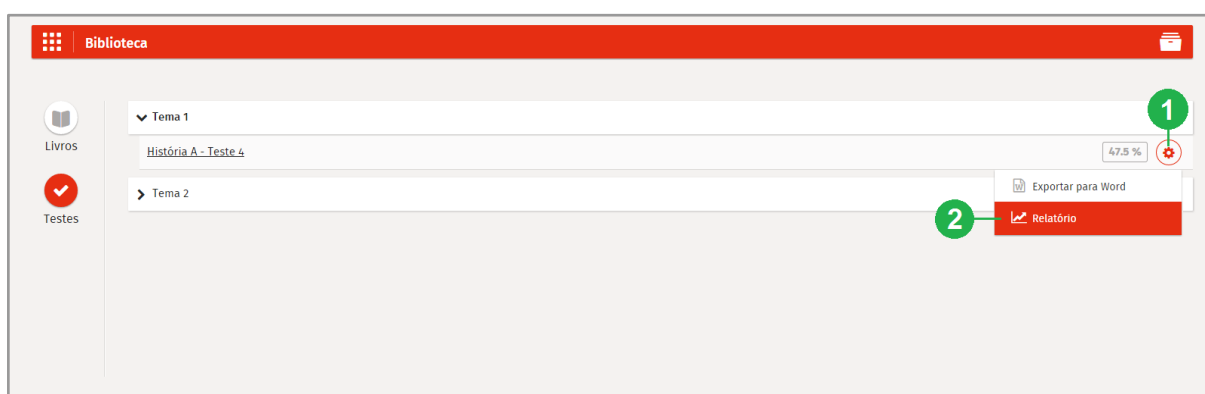 Biblioteca
Livros
Testes
Tema 1
1
História A - Teste 4
47.5 %
Tema 2
Exportar para Word
2
Relatório